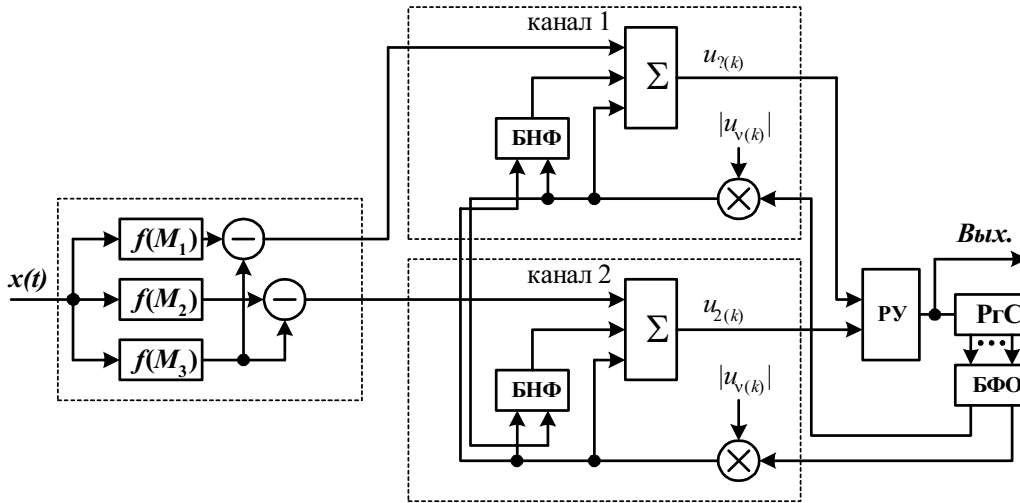 канал 1
Σ
u?(k)
БНФ
|uν(k)|
x(t)
f(M1)
f(M2)
f(M3)
канал 2
Σ
u2(k)
БНФ
|uν(k)|
РУ
Вых.
РгС
БФО